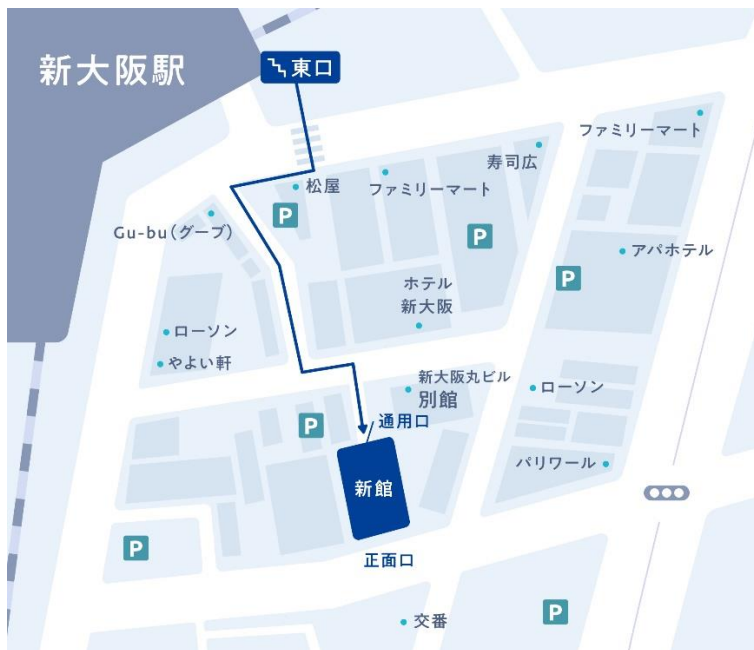 新大阪駅
東口
ファミリーマート
松屋
ファミリーマート
寿司広
P
P
Gu-bu(グーブ)
アパホテル
P
ホテル
新大阪
ローソン
やよい軒
新大阪丸ビル
別館
ローソン
通用口
P
パリワール
新館
P
正面口
P
交番